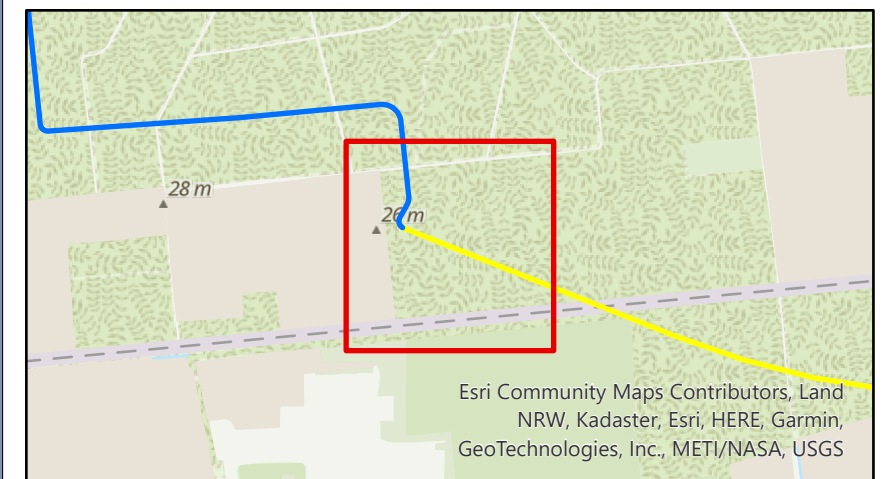 28 m
26 m
Esri Community Maps Contributors, Land
NRW, Kadaster, Esri, HERE, Garmin,
GeoTechnologies, Inc., METI/NASA, USGS